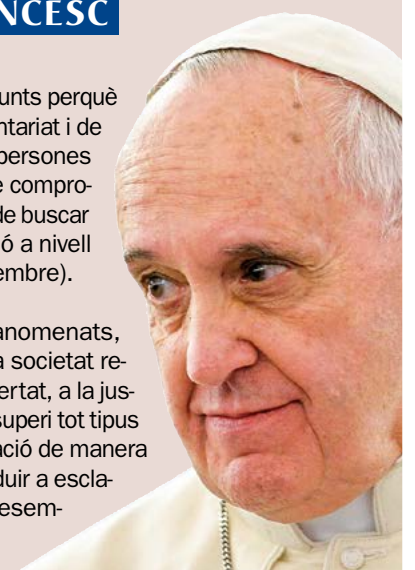 NCESC
unts perquè
ntariat i de
persones
e compro-
de buscar
ó a nivell
embre).
anomenats,
a societat re-
ertat, a la jus-
superi tot tipus
ació de manera
duir a escla-
esem-